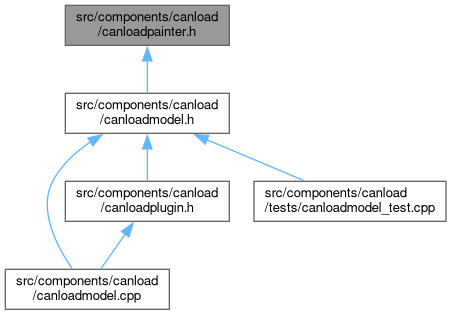 src/components/canload
/canloadpainter.h
src/components/canload
/canloadmodel.h
src/components/canload
/canloadplugin.h
src/components/canload
/tests/canloadmodel_test.cpp
src/components/canload
/canloadmodel.cpp